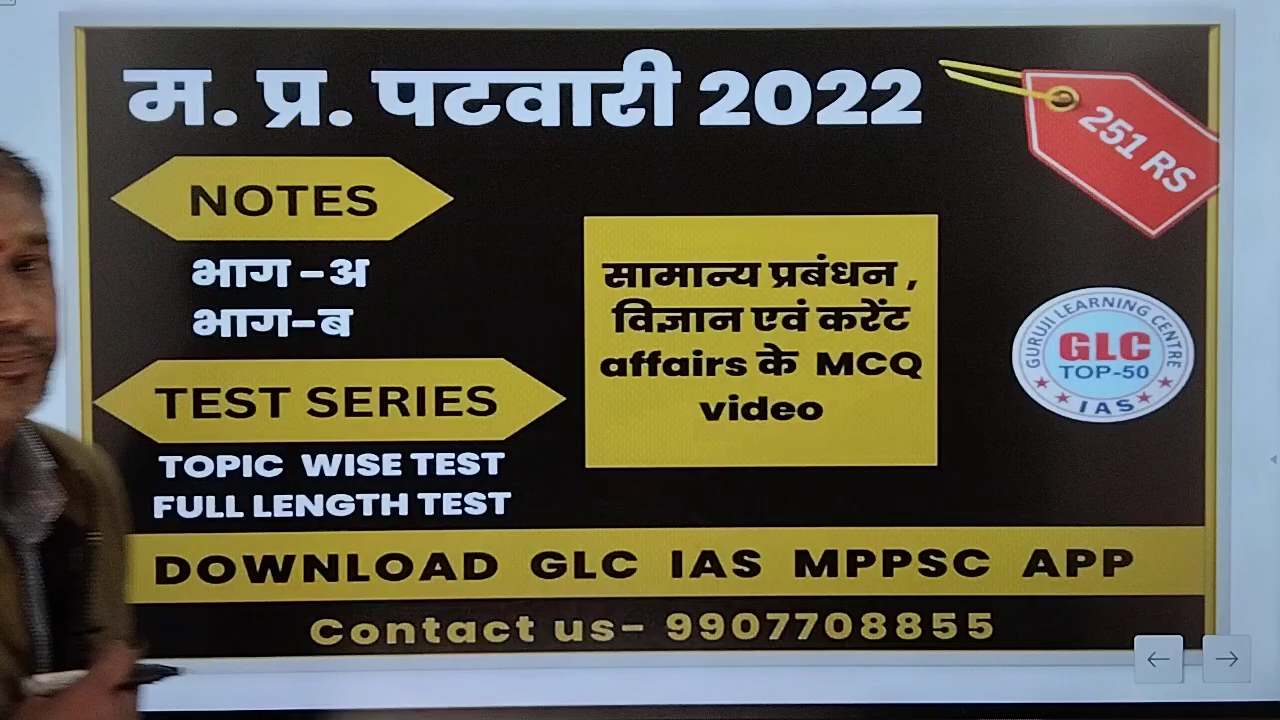 म. प्र. पटवारी 2022
251 RS
NOTES
भाग -अ
भाग-ब
सामान्य प्रबंधन ,
विज्ञान एवं करेंट
affairs के MCQ
video
GURUJI LEARNING CENTRE
GLC
TOP-50
IAS
TEST SERIES
TOPIC WISE TEST
FULL LENGTH TEST
DOWNLOAD GLC IAS MPPSC APP
Contact us- 9907708855